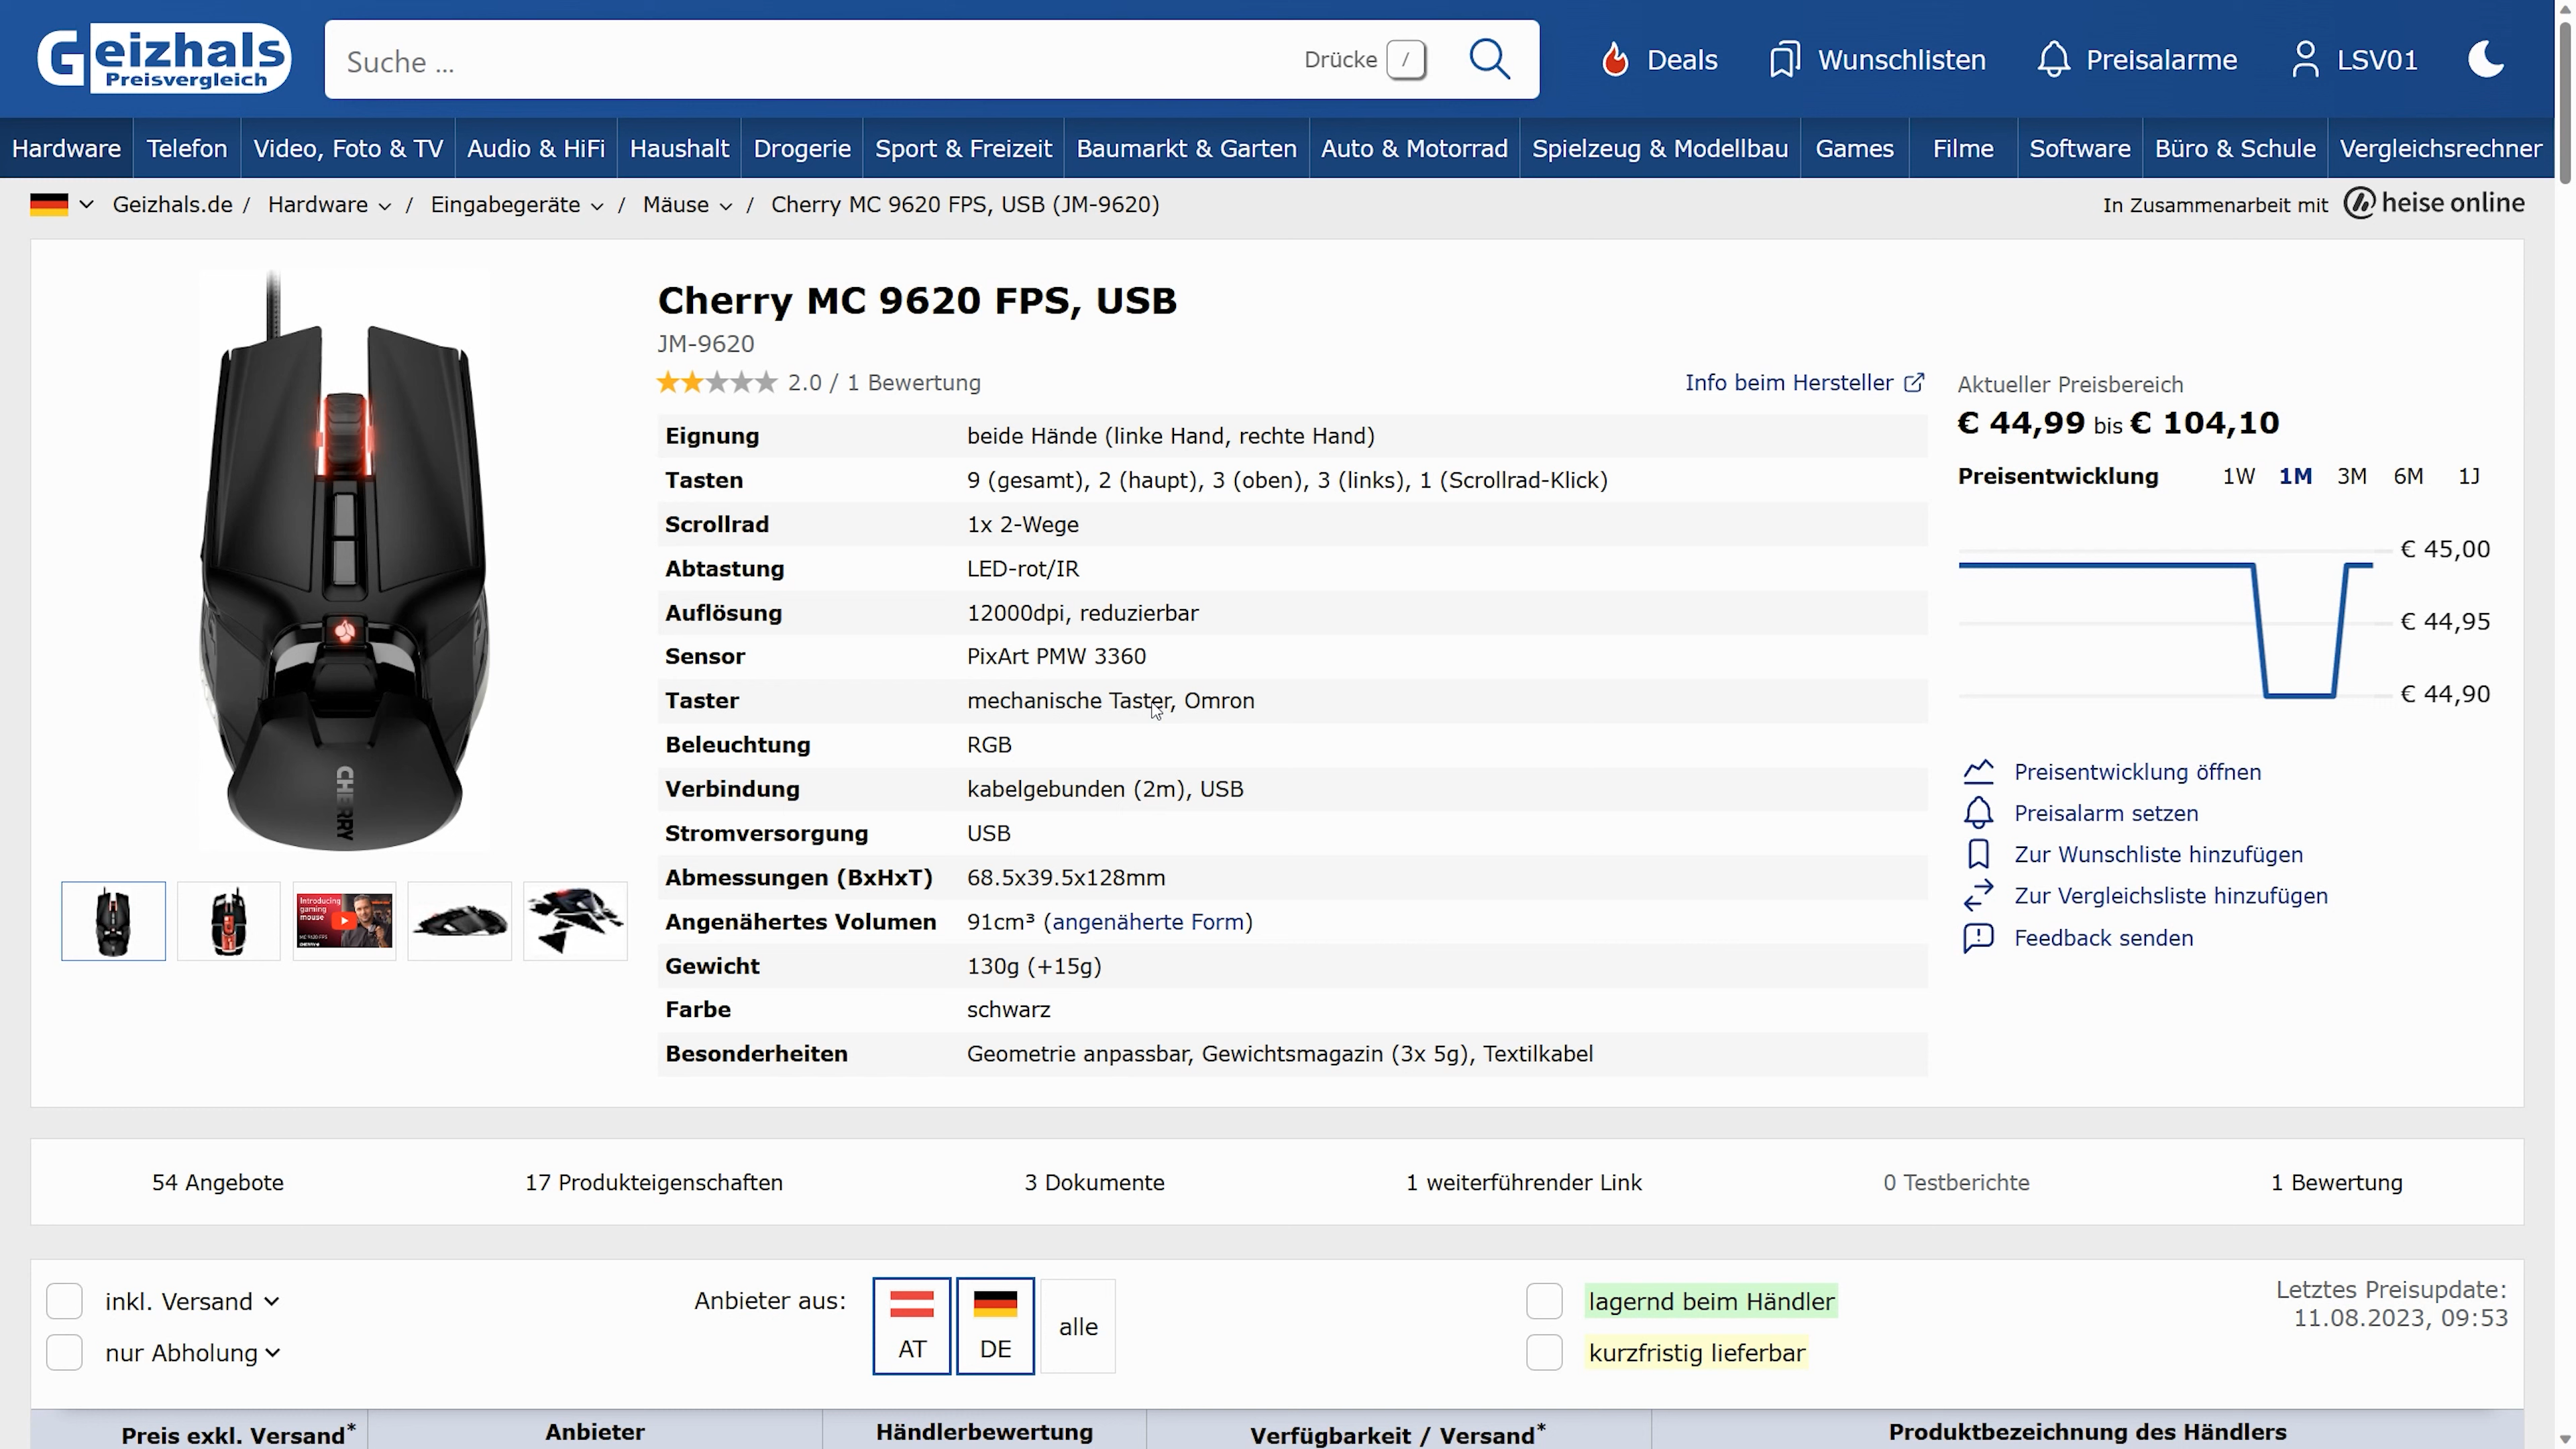 Geizhals
Preisvergleich
Suche ...
Drücke /
Deals
Wunschlisten
Preisalarme
LSV01
Hardware
Telefon
Video, Foto & TV
Audio & HiFi
Haushalt
Drogerie
Sport & Freizeit
Baumarkt & Garten
Auto & Motorrad
Spielzeug & Modellbau
Games
Filme
Software
Büro & Schule
Vergleichsrechner
Geizhals.de / Hardware / Eingabegeräte / Mäuse / Cherry MC 9620 FPS, USB (JM-9620)
In Zusammenarbeit mit heise online
CHERRY
Introducing
gaming
mouse
MC 9620 FPS
Cherry MC 9620 FPS, USB
JM-9620
2.0 / 1 Bewertung
Info beim Hersteller
Eignung beide Hände (linke Hand, rechte Hand)
Tasten 9 (gesamt), 2 (haupt), 3 (oben), 3 (links), 1 (Scrollrad-Klick)
Scrollrad 1x 2-Wege
Abtastung LED-rot/IR
Auflösung 12000dpi, reduzierbar
Sensor PixArt PMW 3360
Taster mechanische Taster, Omron
Beleuchtung RGB
Verbindung kabelgebunden (2m), USB
Stromversorgung USB
Abmessungen (BxHxT) 68.5x39.5x128mm
Angenähertes Volumen 91cm³ (angenäherte Form)
Gewicht 130g (+15g)
Farbe schwarz
Besonderheiten Geometrie anpassbar, Gewichtsmagazin (3x 5g), Textilkabel
Aktueller Preisbereich
€ 44,99 bis € 104,10
Preisentwicklung 1W 1M 3M 6M 1J
€ 45,00
€ 44,95
€ 44,90
Preisentwicklung öffnen
Preisalarm setzen
Zur Wunschliste hinzufügen
Zur Vergleichsliste hinzufügen
Feedback senden
54 Angebote
17 Produkteigenschaften
3 Dokumente
1 weiterführender Link
0 Testberichte
1 Bewertung
inkl. Versand
nur Abholung
Anbieter aus:
AT
DE
alle
lagernd beim Händler
kurzfristig lieferbar
Letztes Preisupdate:
11.08.2023, 09:53
Preis exkl. Versand*
Anbieter
Händlerbewertung
Verfügbarkeit / Versand*
Produktbezeichnung des Händlers